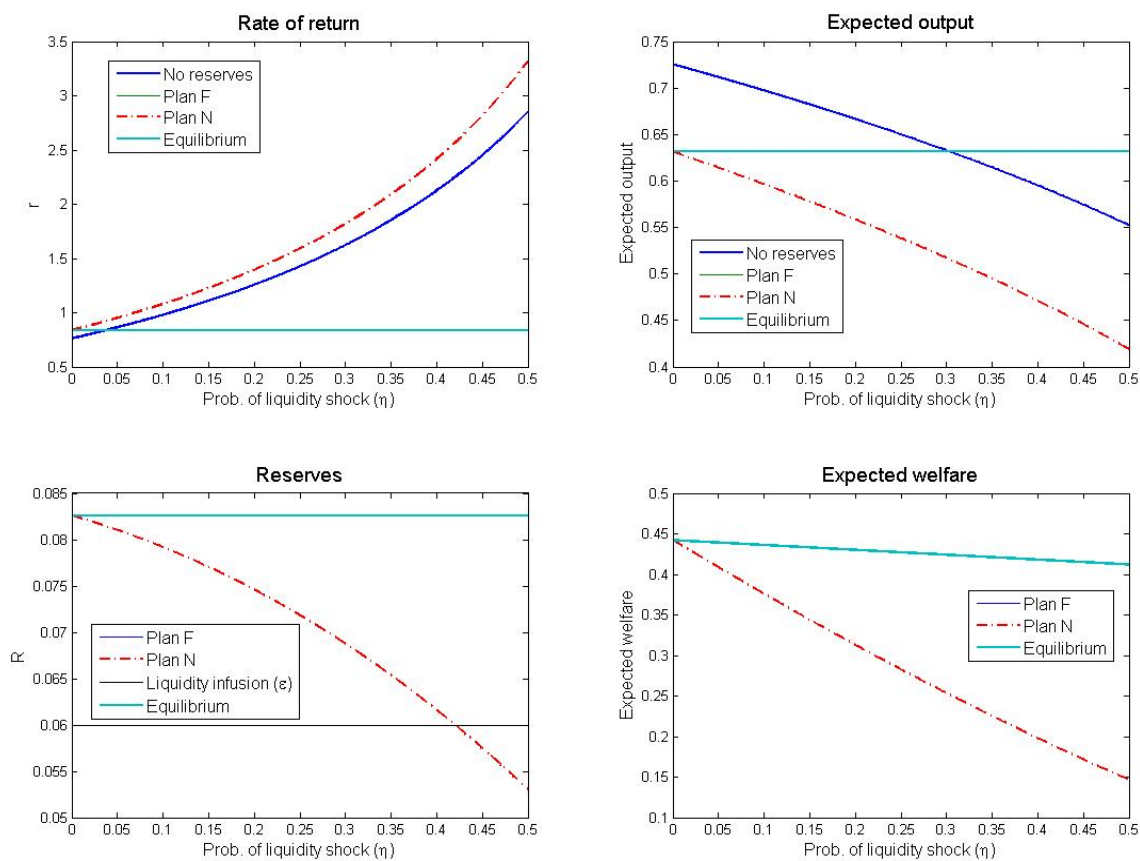 Rate of return
3.5
3
2.5
2
1.5
1
0.5
r
No reserves
Plan F
Plan N
Equilibrium
0 0.05 0.1 0.15 0.2 0.25 0.3 0.35 0.4 0.45 0.5
Prob. of liquidity shock (η)
Expected output
0.75
0.7
0.65
0.6
0.55
0.5
0.45
0.4
Expected output
No reserves
Plan F
Plan N
Equilibrium
0 0.05 0.1 0.15 0.2 0.25 0.3 0.35 0.4 0.45 0.5
Prob. of liquidity shock (η)
Reserves
0.085
0.08
0.075
0.07
0.065
0.06
0.055
0.05
R
Plan F
Plan N
Liquidity infusion (ε)
Equilibrium
0 0.05 0.1 0.15 0.2 0.25 0.3 0.35 0.4 0.45 0.5
Prob. of liquidity shock (η)
Expected welfare
0.5
0.45
0.4
0.35
0.3
0.25
0.2
0.15
0.1
Expected welfare
Plan F
Plan N
Equilibrium
0 0.05 0.1 0.15 0.2 0.25 0.3 0.35 0.4 0.45 0.5
Prob. of liquidity shock (η)